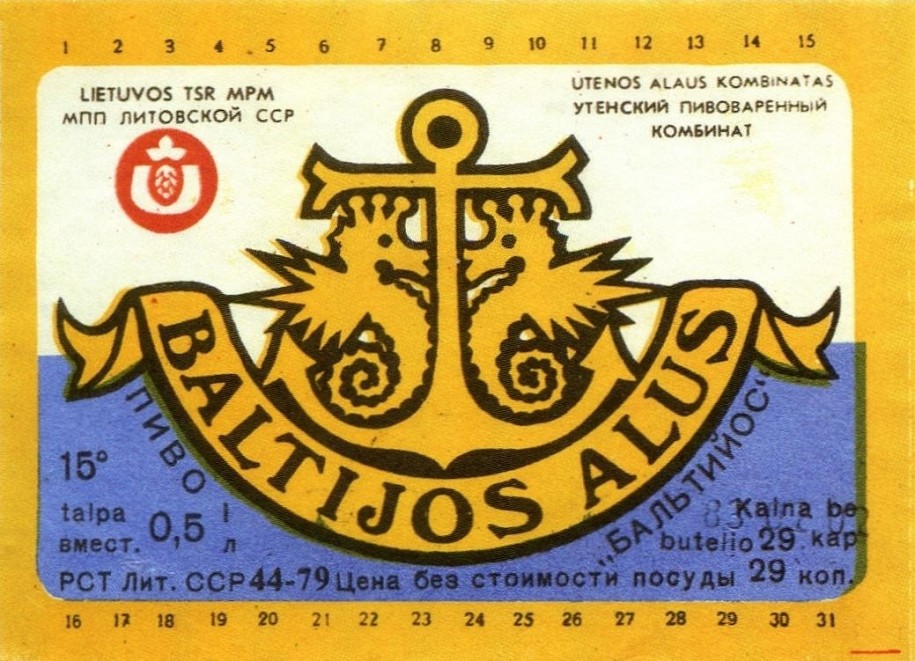 1 2 3 4 5 6 7 8 9 10 11 12 13 14 15
LIETUVOS TSR MPM
МПП ЛИТОВСКОЙ ССР
UTENOS ALAUS KOMBINATAS
УТЕНСКИЙ ПИВОВАРЕННЫЙ
КОМБИНАТ
BALTIJOS ALUS
ПИВО „БАЛЬТИЙОС“
15°
talpa 0,5 l
вмест. л
Kaina be
butelio 29 kap.
РСТ Лит. ССР 44-79 Цена без стоимости посуды 29 коп.
16 17 18 19 20 21 22 23 24 25 26 27 28 29 30 31